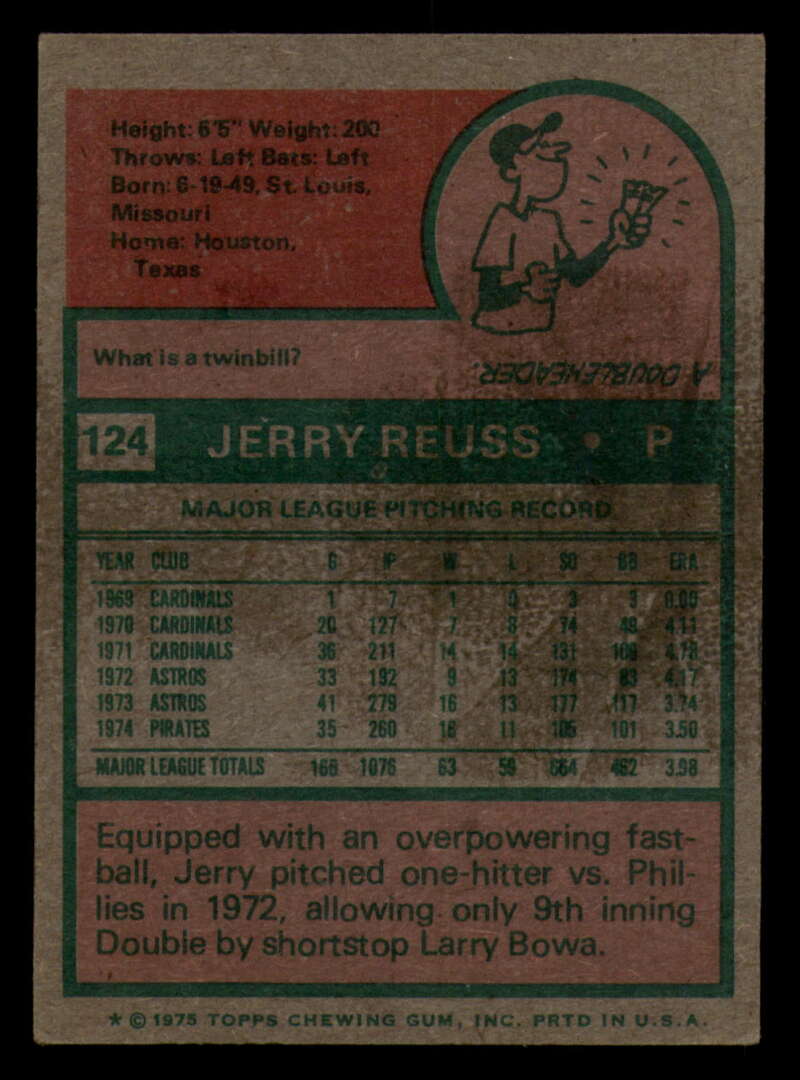 Height: 6'5" Weight: 200
Throws: Left Bats: Left
Born: 6-19-49, St. Louis,
Missouri
Home: Houston,
Texas
What is a twinbill?
A DOUBLEHEADER.
124 JERRY REUSS • P
MAJOR LEAGUE PITCHING RECORD
YEAR CLUB G IP W L SO BB ERA
1969 CARDINALS 1 7 1 0 3 3 0.00
1970 CARDINALS 20 127 7 8 74 49 4.11
1971 CARDINALS 36 211 14 14 131 109 4.78
1972 ASTROS 33 192 9 13 174 83 4.17
1973 ASTROS 41 279 16 13 177 117 3.74
1974 PIRATES 35 260 16 11 105 101 3.50
MAJOR LEAGUE TOTALS 166 1076 63 59 664 462 3.98
Equipped with an overpowering fast-
ball, Jerry pitched one-hitter vs. Phil-
lies in 1972, allowing only 9th inning
Double by shortstop Larry Bowa.
* © 1975 TOPPS CHEWING GUM, INC. PRTD IN U.S.A.